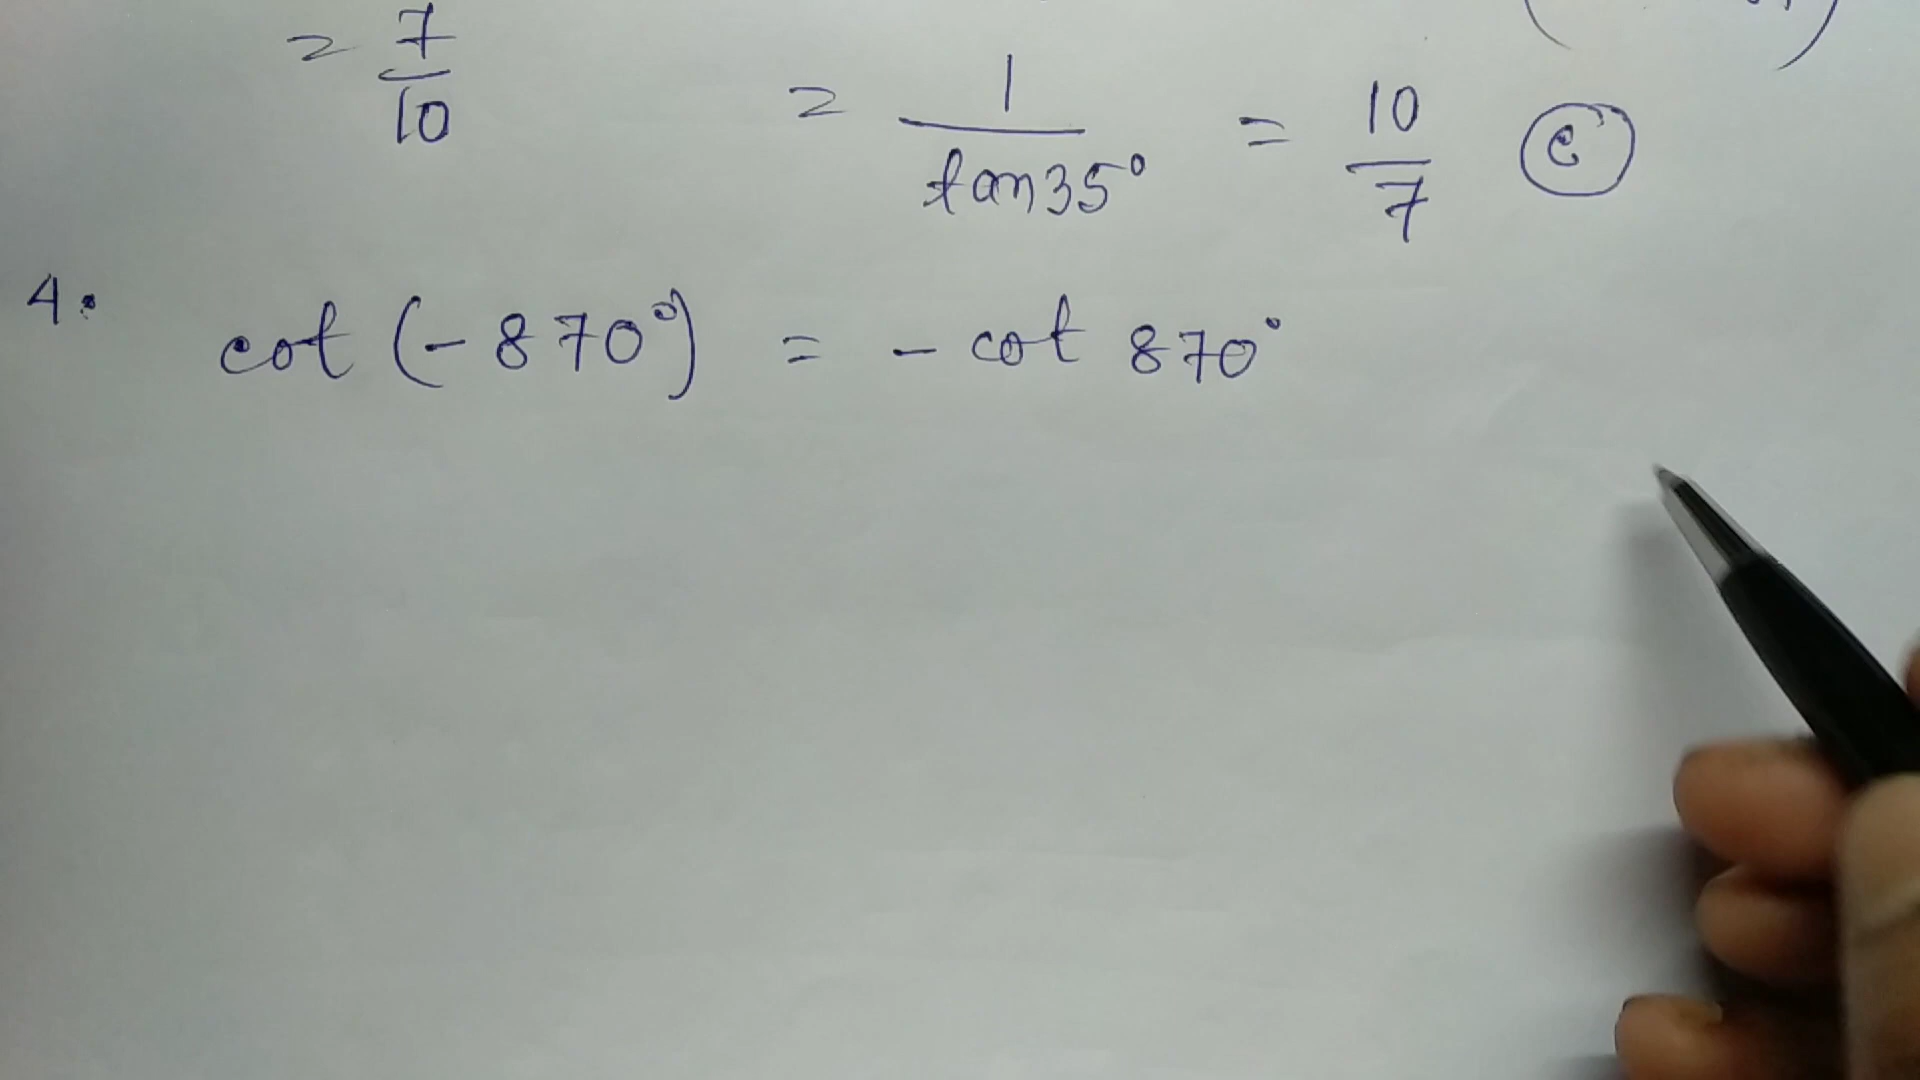 = 7/10
= 1/tan35° = 10/7 (c)
4. cot (-870°) = - cot 870°